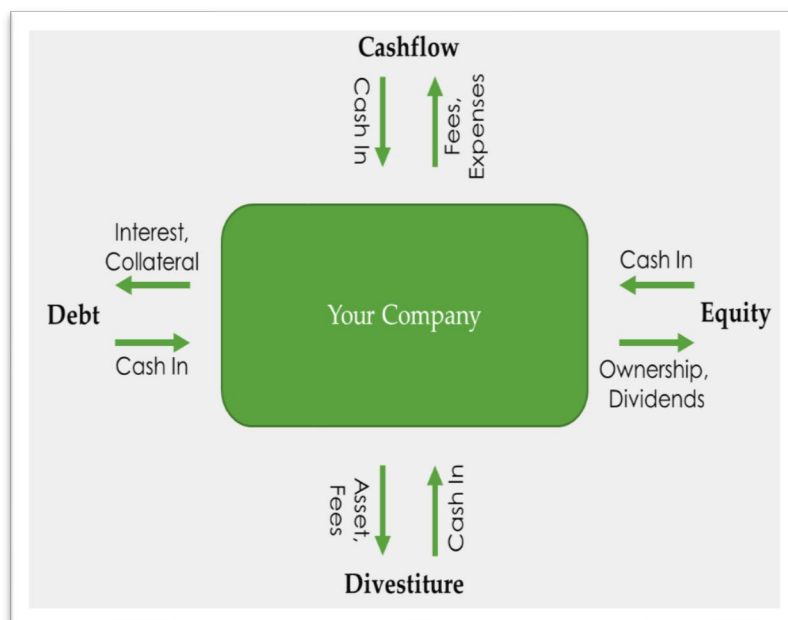 Cashflow
Cash In
Fees,
Expenses
Interest,
Collateral
Debt
Cash In
Your Company
Cash In
Equity
Ownership,
Dividends
Asset,
Fees
Cash In
Divestiture